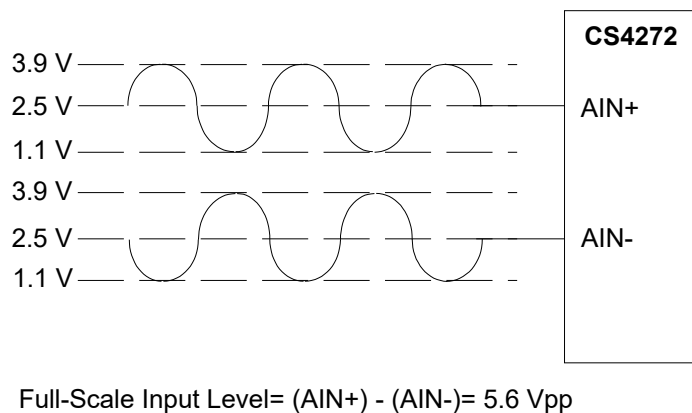 CS4272
3.9 V
2.5 V
AIN+
1.1 V
3.9 V
2.5 V
AIN-
1.1 V
Full-Scale Input Level= (AIN+) - (AIN-)= 5.6 Vpp